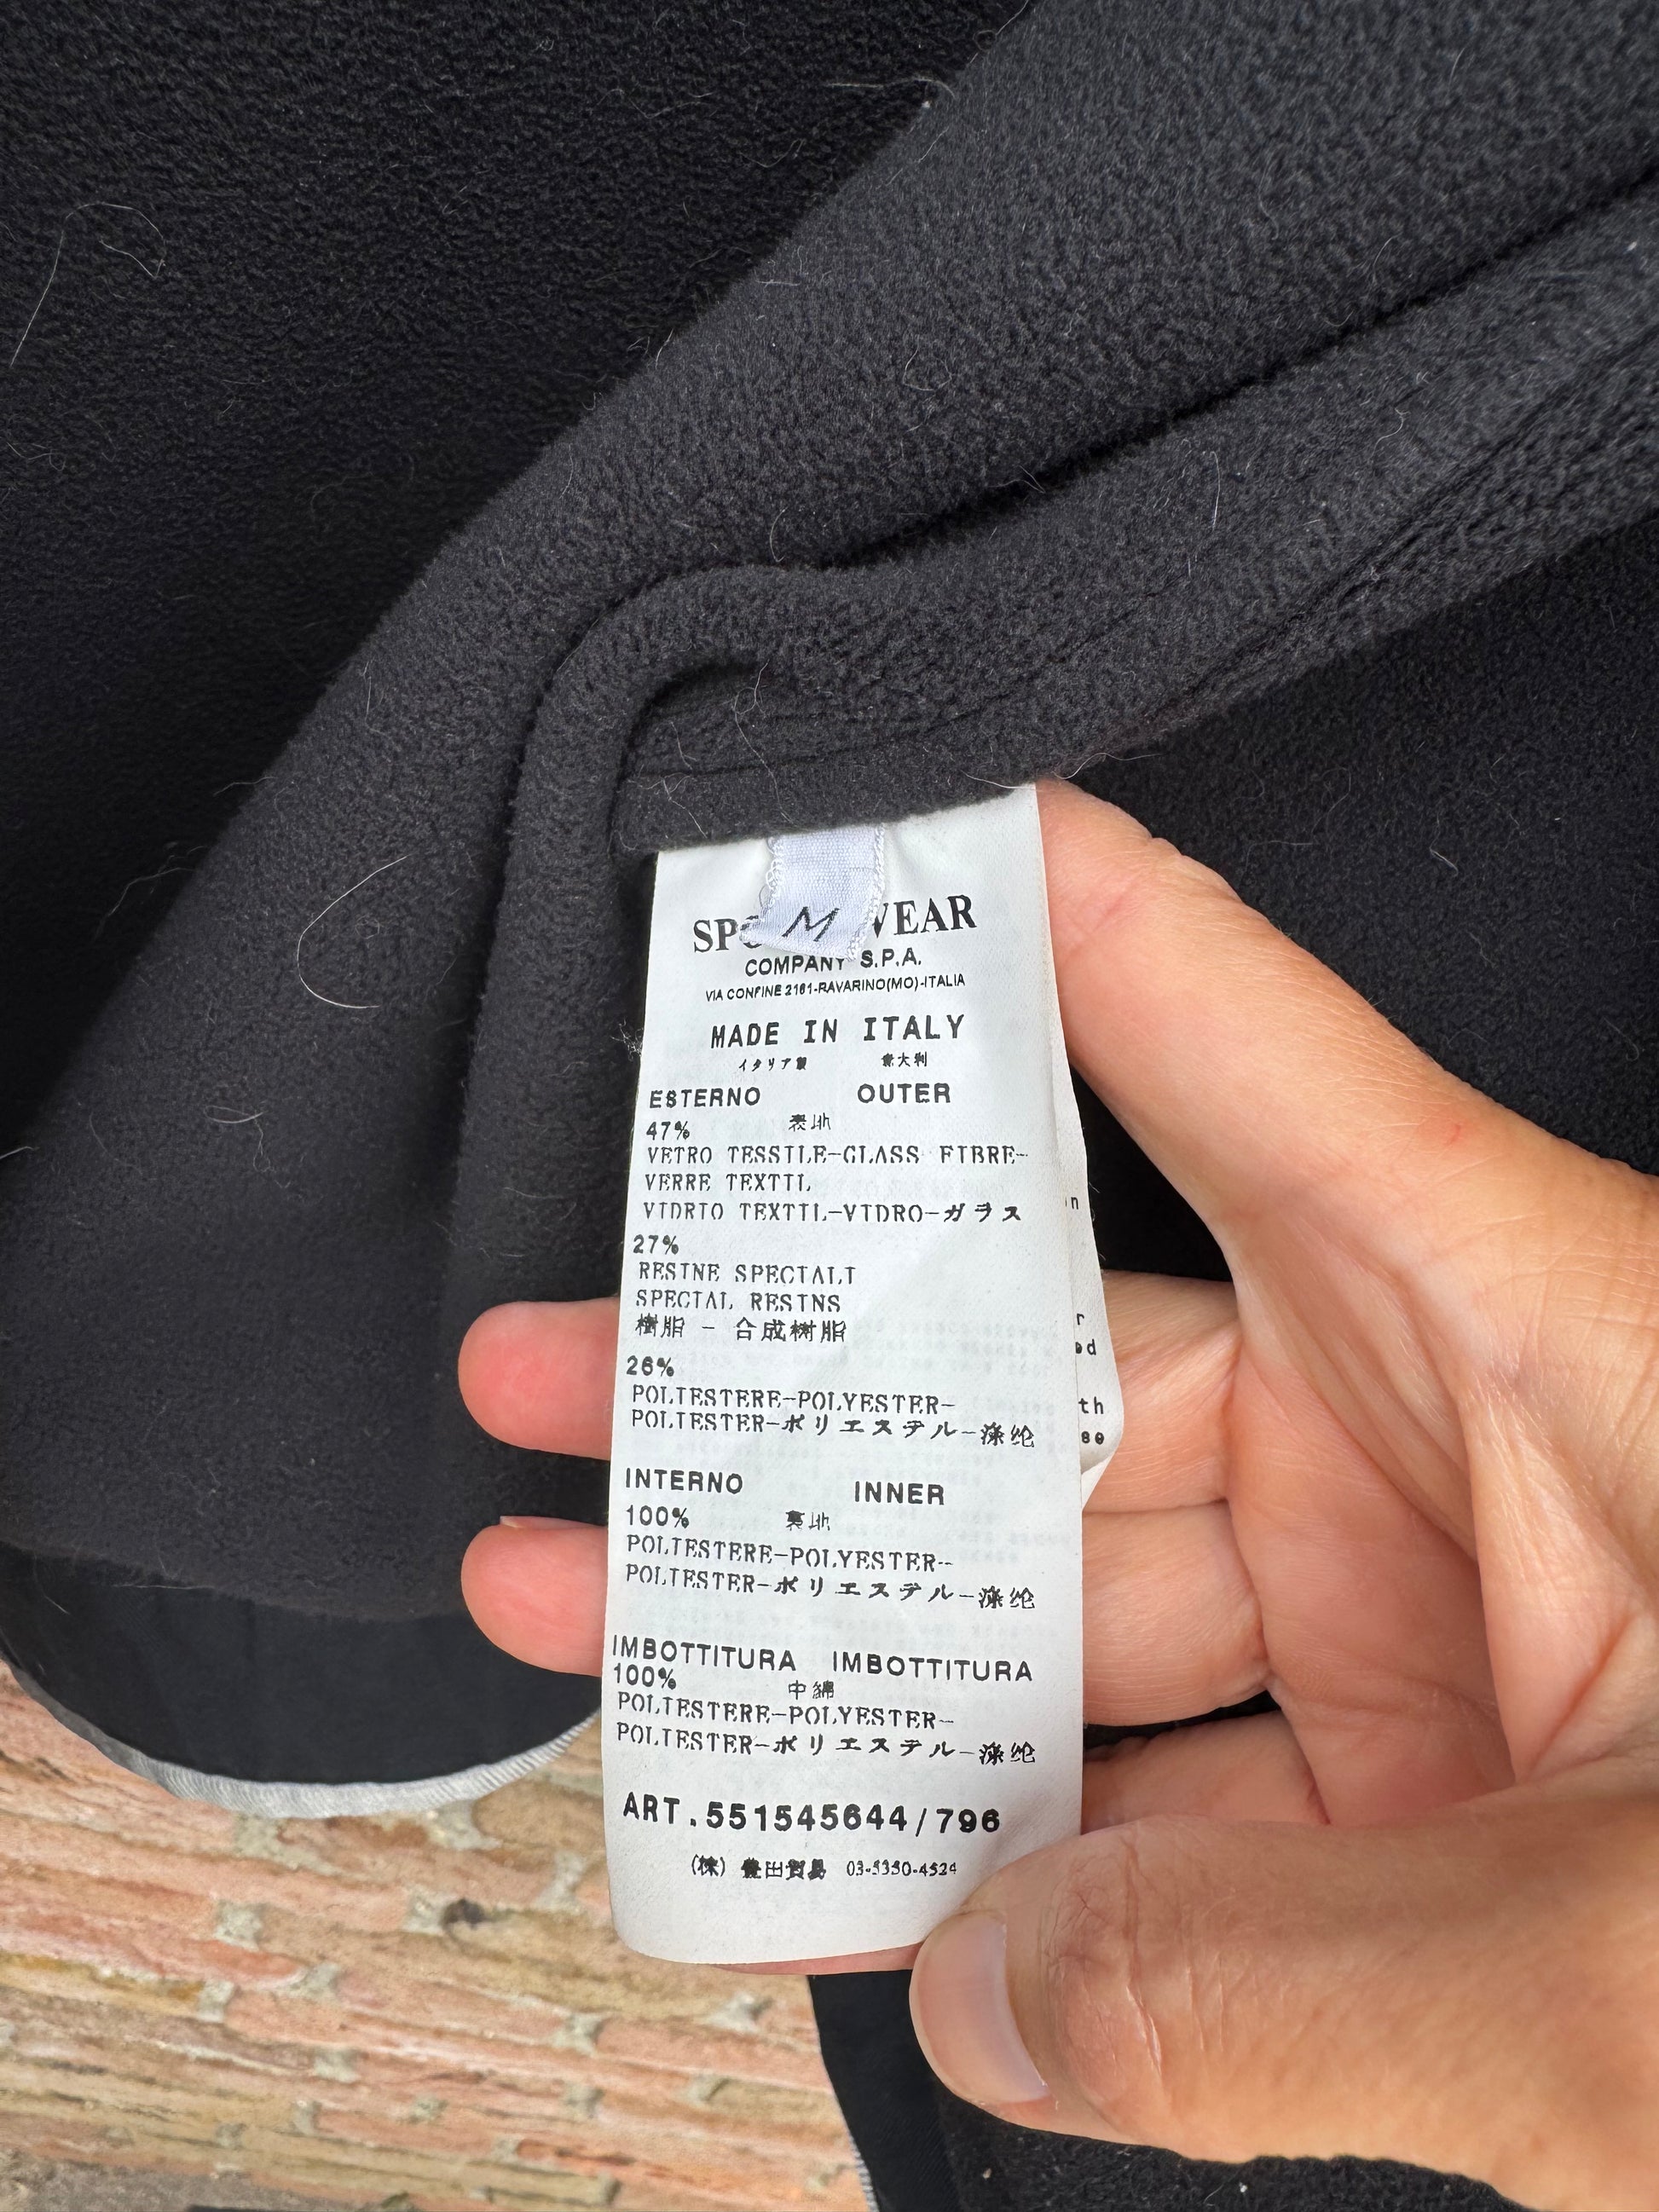 M
COMPANY S.P.A.
VIA CONFINE 2161-RAVARINO(MO)-ITALIA
MADE IN ITALY
イタリア製 意大利
ESTERNO OUTER
47% 表地
VETRO TESSILE-GLASS FIBRE-
VERRE TEXTIL
VIDRIO TEXTIL-VIDRO-ガラス
27%
RESINE SPECIALI
SPECIAL RESINS
樹脂 - 合成树脂
26%
POLIESTERE-POLYESTER-
POLIESTER-ポリエステル-涤纶
INTERNO INNER
100% 裏地
POLIESTERE-POLYESTER-
POLIESTER-ポリエステル-涤纶
IMBOTTITURA IMBOTTITURA
100% 中綿
POLIESTERE-POLYESTER-
POLIESTER-ポリエステル-涤纶
ART.551545644/796
(株) 豊田貿易 03-5350-4524